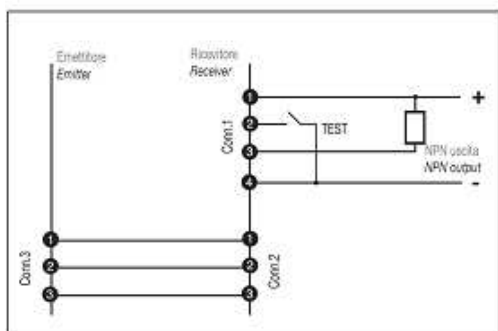 Emettitore
Emitter
Ricevitore
Receiver
1
+
2
TEST
Conn.1
3
NPN uscita
NPN output
4
-
1
1
2
2
Conn.3
Conn.2
3
3